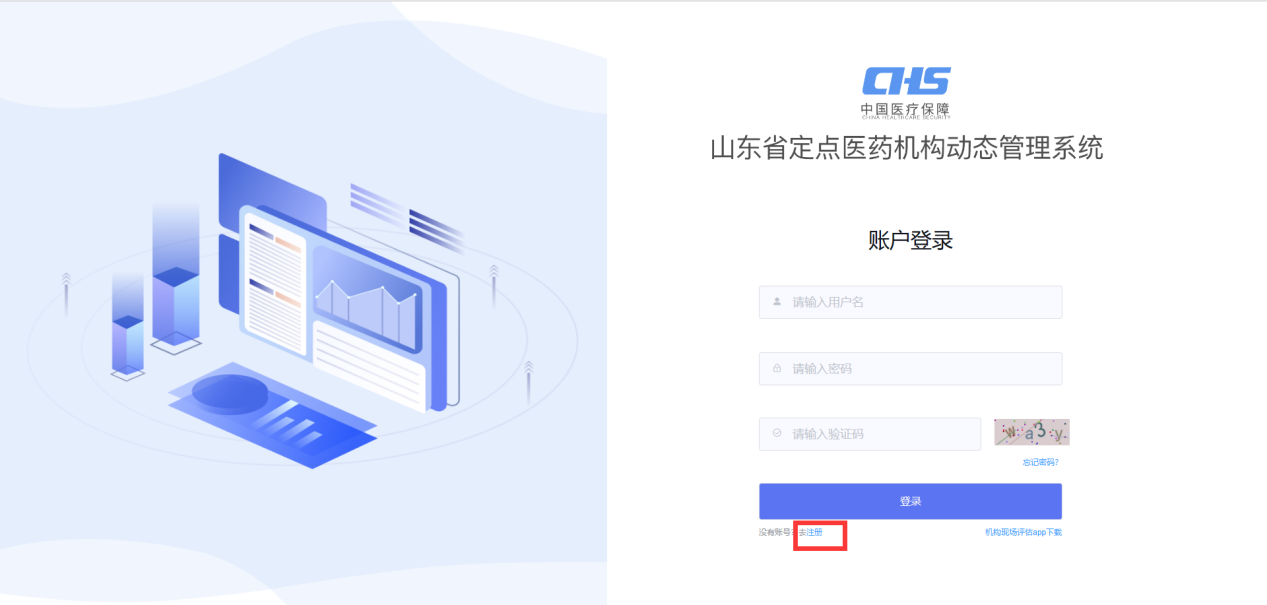 CHS
中国医疗保障
CHINA HEALTHCARE SECURITY
山东省定点医药机构动态管理系统
账户登录
请输入用户名
请输入密码
请输入验证码
Wa3y
忘记密码?
登录
没有账号? 去注册
机构现场评估app下载